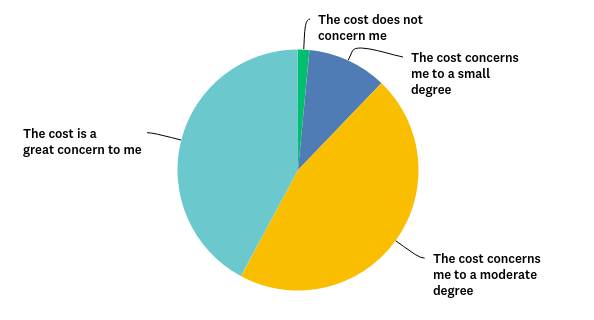 The cost does not
concern me
The cost concerns
me to a small
degree
The cost is a
great concern to me
The cost concerns
me to a moderate
degree